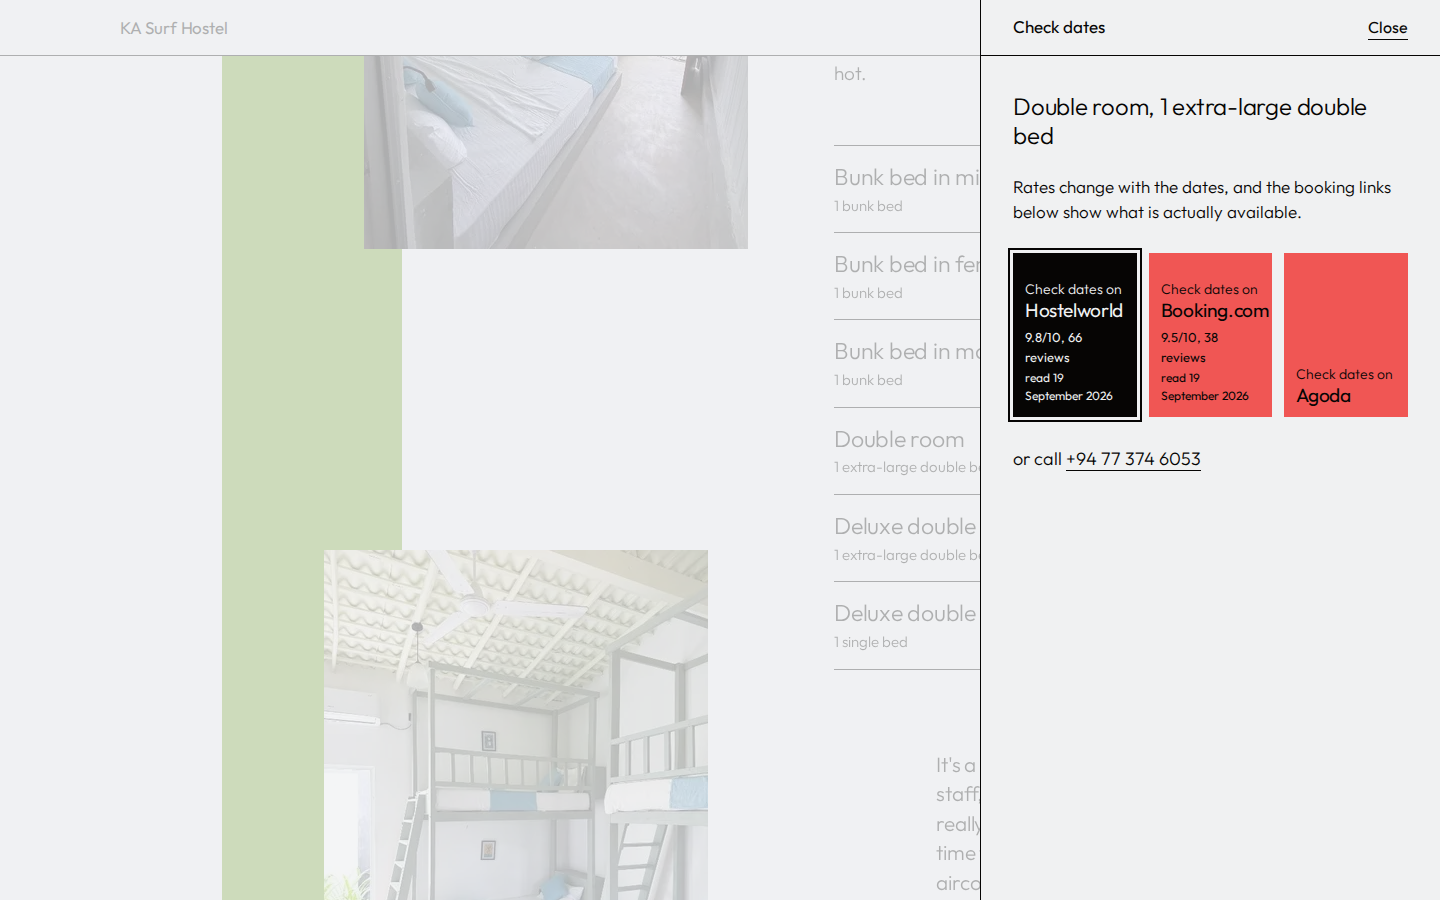 KA Surf Hostel
hot.
Bunk bed in
1 bunk bed
Bunk bed in
1 bunk bed
Bunk bed in
1 bunk bed
Double room
1 extra-large double
Deluxe double
1 extra-large double
Deluxe double
1 single bed
It's a
staff,
really
time
Check dates
Close
Double room, 1 extra-large double
bed
Rates change with the dates, and the booking links
below show what is actually available.
Check dates on
Hostelworld
9.8/10, 66
reviews
read 19
September 2026
Check dates on
Booking.com
9.5/10, 38
reviews
read 19
September 2026
Check dates on
Agoda
or call +94 77 374 6053